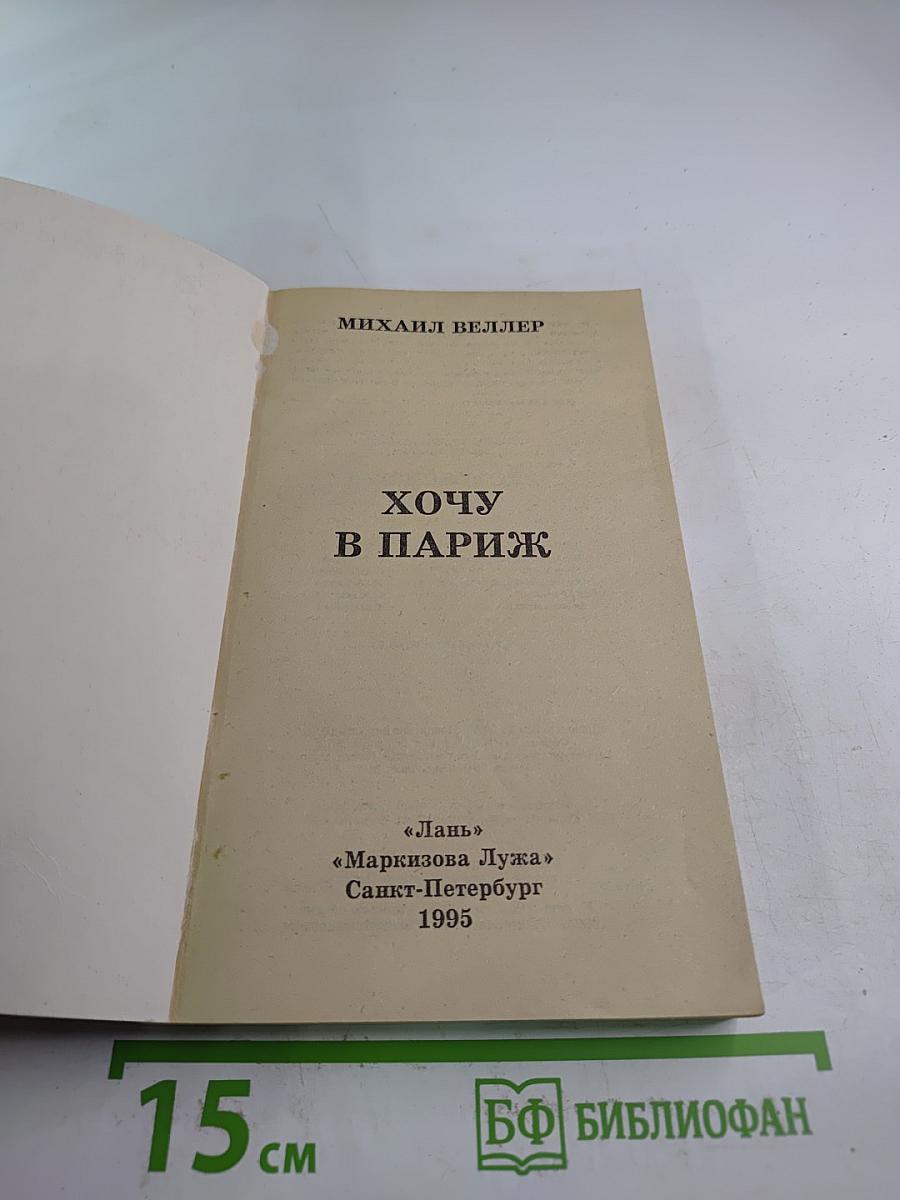 МИХАИЛ ВЕЛЛЕР
ХОЧУ
В ПАРИЖ
«Лань»
«Маркизова Лужа»
Санкт-Петербург
1995
15 см
БФ БИБЛИОФАН